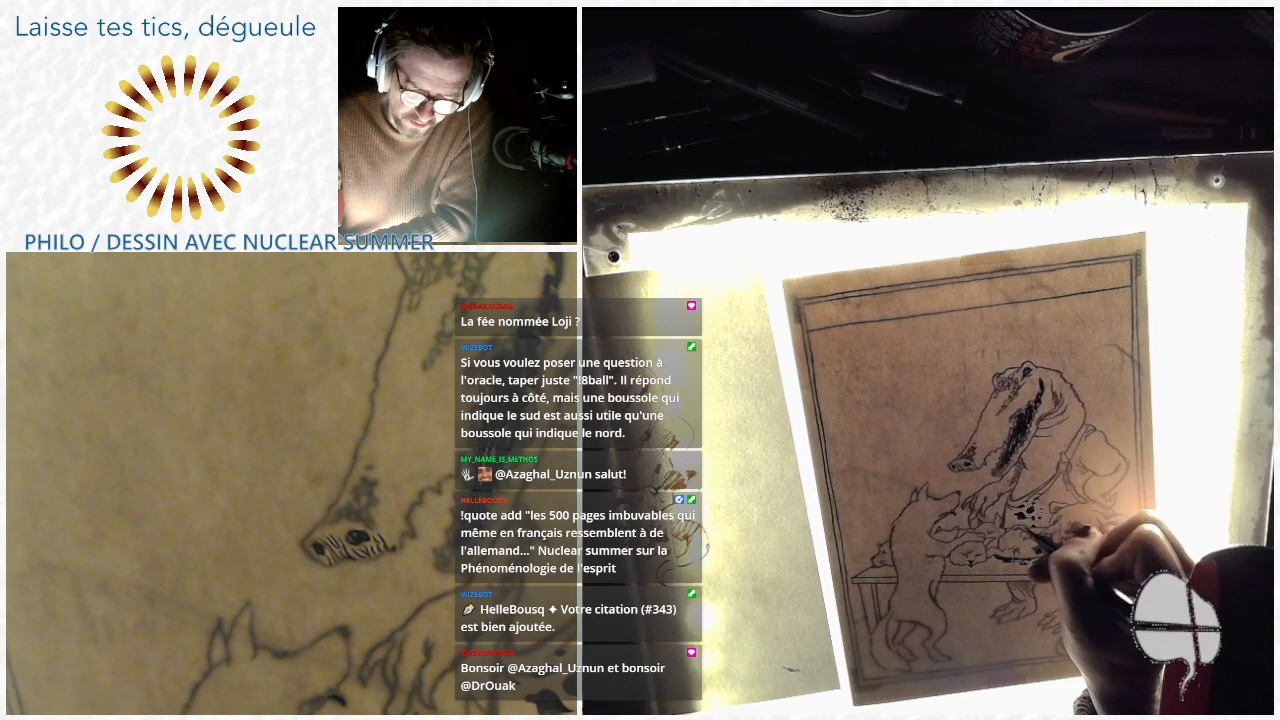 Laisse tes tics, dégueule
PHILO / DESSIN AVEC NUCLEAR SUMMER
La fée nommée Loji ?
WIZEBOT
Si vous voulez poser une question à
l'oracle, taper juste "!8ball". Il répond
toujours à côté, mais une boussole qui
indique le sud est aussi utile qu'une
boussole qui indique le nord.
MY_NAME_IS_METHOS
@Azaghal_Uznun salut!
HELLEBOUSQ
!quote add "les 500 pages imbuvables qui
même en français ressemblent à de
l'allemand..." Nuclear summer sur la
Phénoménologie de l'esprit
WIZEBOT
HelleBousq ✦ Votre citation (#343)
est bien ajoutée.
Bonsoir @Azaghal_Uznun et bonsoir
@DrOuak